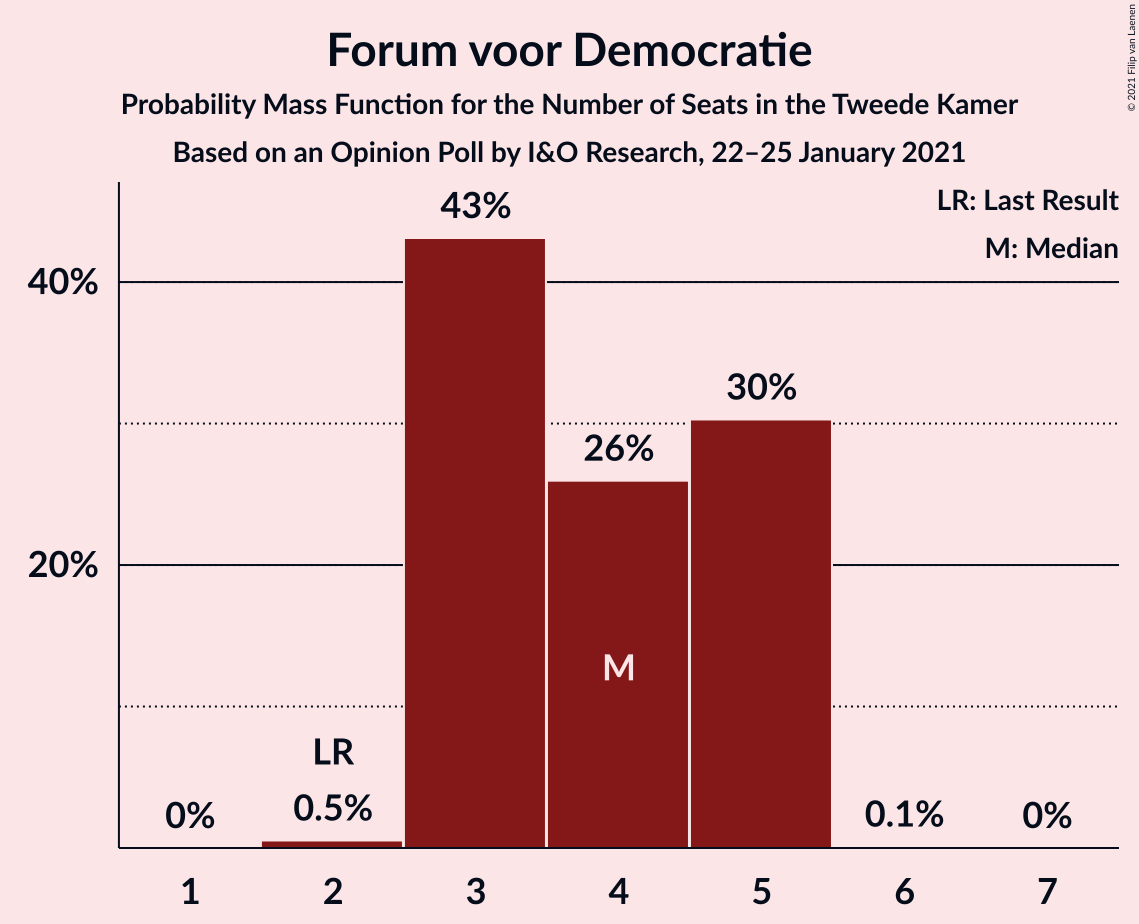 Forum voor Democratie
Probability Mass Function for the Number of Seats in the Tweede Kamer
Based on an Opinion Poll by I&O Research, 22–25 January 2021
© 2021 Filip van Laenen
LR: Last Result
M: Median
43%
40%
30%
26%
20%
M
LR
0%
0.5%
0.1%
0%
1
2
3
4
5
6
7